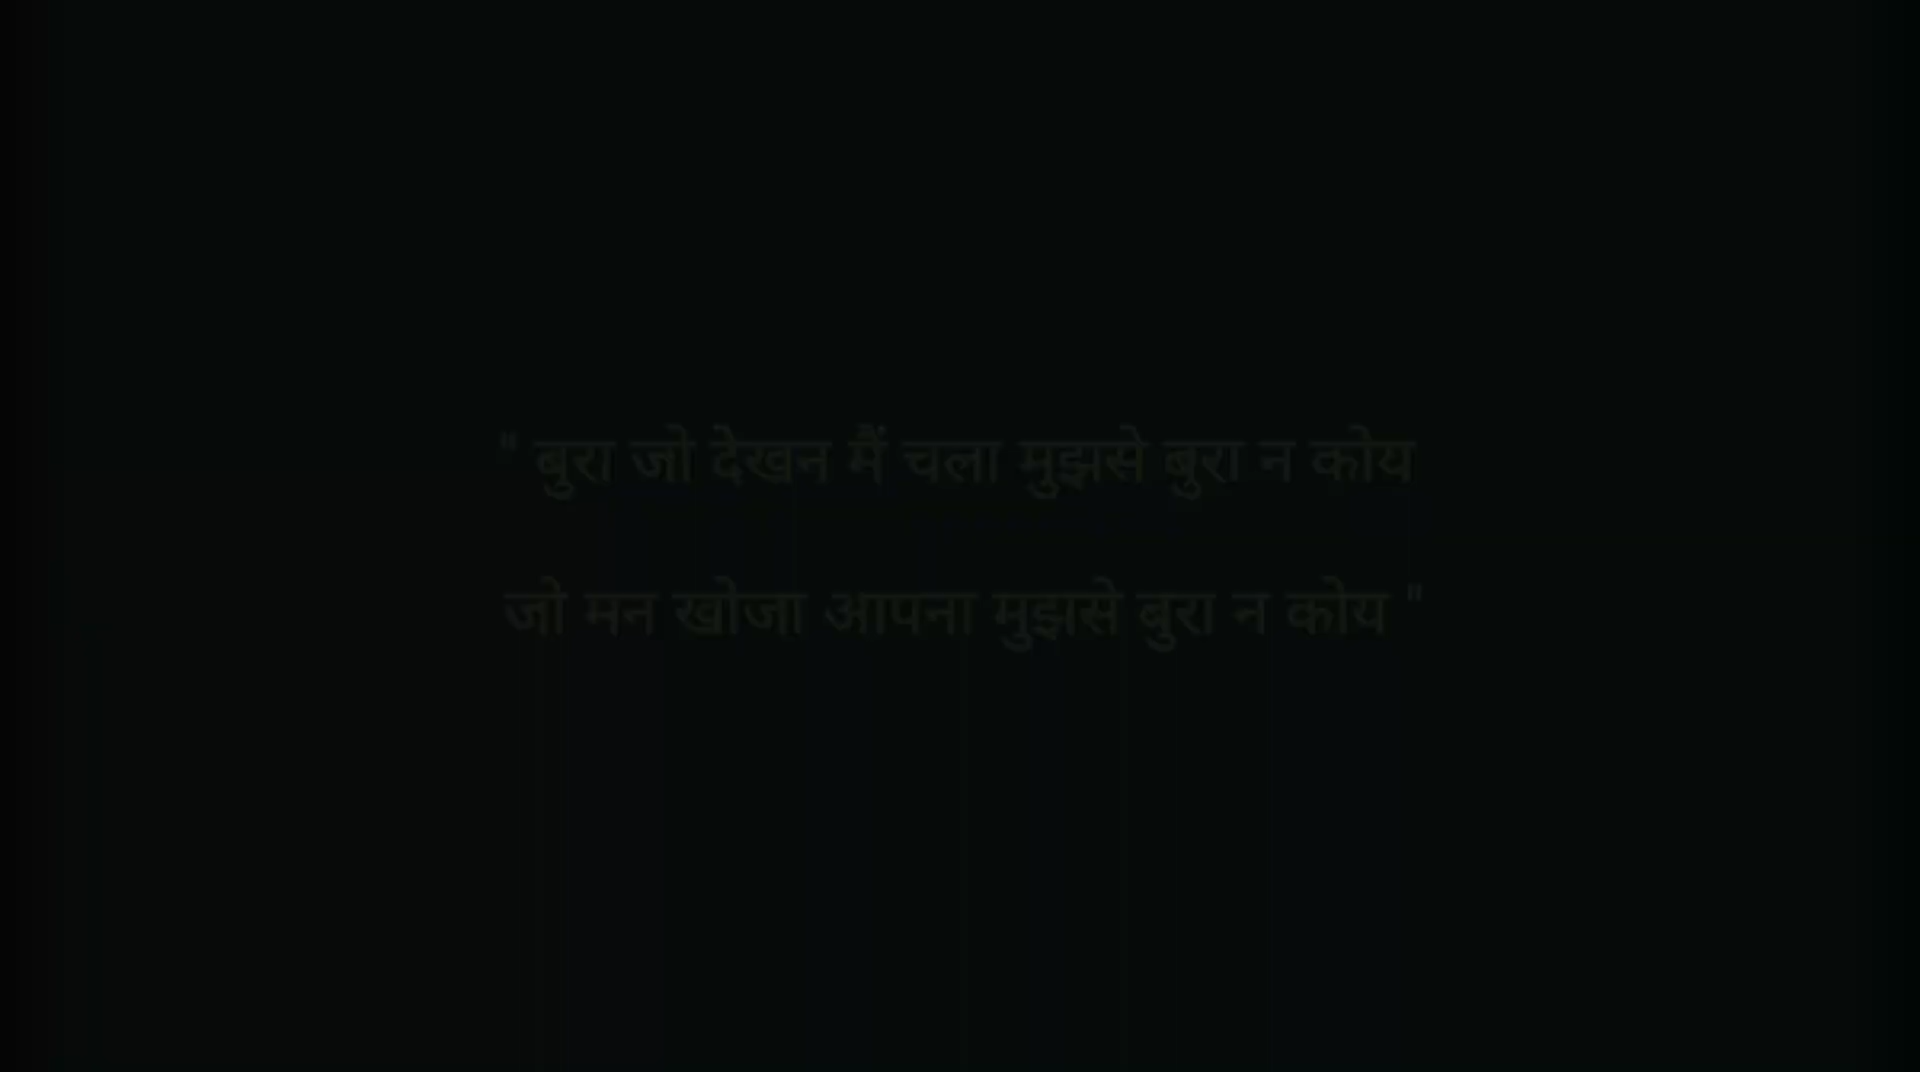 " बुरा जो देखन मैं चला मुझसे बुरा न कोय
जो मन खोजा आपना मुझसे बुरा न कोय "